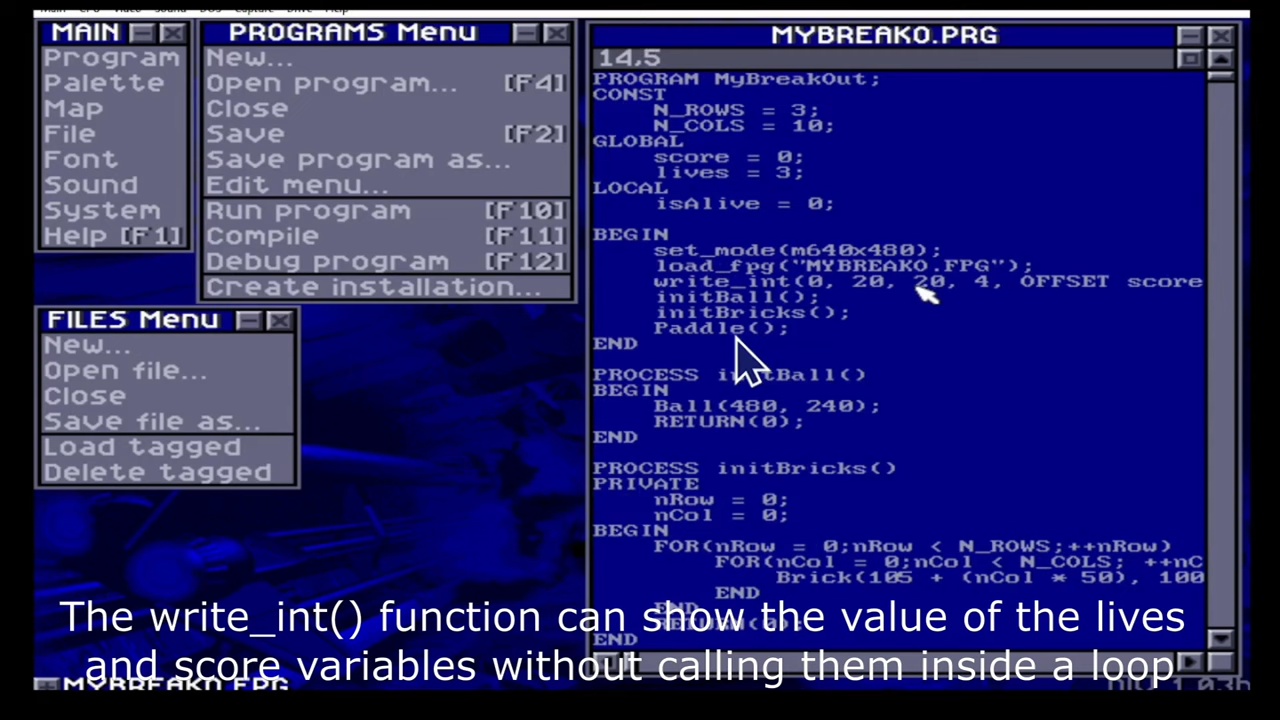 MAIN
Program
Palette
Map
File
Font
Sound
System
Help [F1]
PROGRAMS Menu
New...
Open program... [F4]
Close
Save [F2]
Save program as...
Edit menu...
Run program [F10]
Compile [F11]
Debug program [F12]
Create installation...
FILES Menu
New...
Open file...
Close
Save file as...
Load tagged
Delete tagged
MYBREAKO.PRG
14,5
PROGRAM MyBreakOut;
CONST
N_ROWS = 3;
N_COLS = 10;
GLOBAL
score = 0;
lives = 3;
LOCAL
isAlive = 0;
BEGIN
set_mode(m640x480);
load_fpg("MYBREAKO.FPG");
write_int(0, 20, 20, 4, OFFSET score
initBall();
initBricks();
Paddle();
END
PROCESS initBall()
BEGIN
Ball(480, 240);
RETURN(0);
END
PROCESS initBricks()
PRIVATE
nRow = 0;
nCol = 0;
BEGIN
FOR(nRow = 0;nRow < N_ROWS;++nRow)
FOR(nCol = 0;nCol < N_COLS; ++nC
Brick(105 + (nCol * 50), 100
END
END
RETURN(0);
END
The write_int() function can show the value of the lives
and score variables without calling them inside a loop
MYBREAKO.FPG